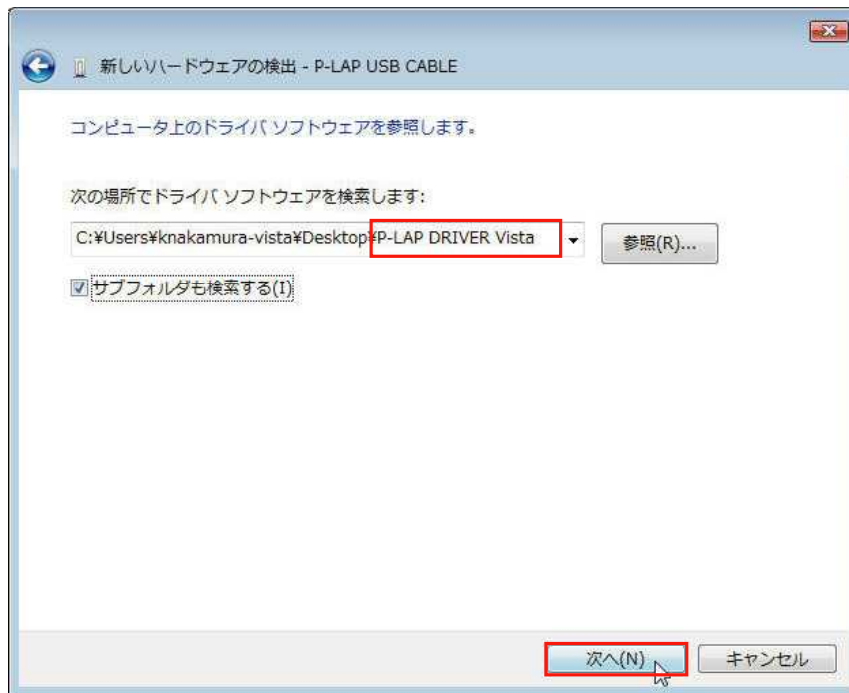 新しいハードウェアの検出 - P-LAP USB CABLE
コンピュータ上のドライバ ソフトウェアを参照します。
次の場所でドライバ ソフトウェアを検索します:
C:¥Users¥knakamura-vista¥Desktop¥P-LAP DRIVER Vista
参照(R)...
サブフォルダも検索する(I)
次へ(N)
キャンセル